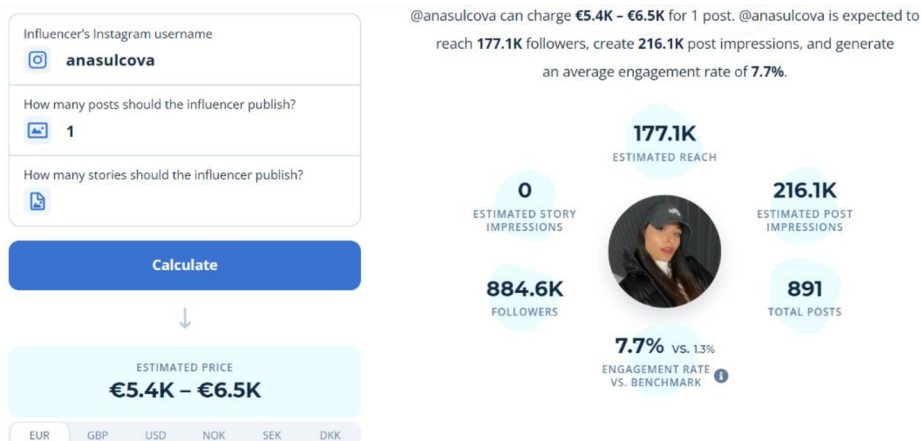 Influencer's Instagram username
anasulcova
How many posts should the influencer publish?
1
How many stories should the influencer publish?
Calculate
ESTIMATED PRICE
€5.4K – €6.5K
EUR GBP USD NOK SEK DKK
@anasulcova can charge €5.4K – €6.5K for 1 post. @anasulcova is expected to
reach 177.1K followers, create 216.1K post impressions, and generate
an average engagement rate of 7.7%.
177.1K
ESTIMATED REACH
0
ESTIMATED STORY
IMPRESSIONS
216.1K
ESTIMATED POST
IMPRESSIONS
884.6K
FOLLOWERS
891
TOTAL POSTS
7.7% VS. 1.3%
ENGAGEMENT RATE
VS. BENCHMARK